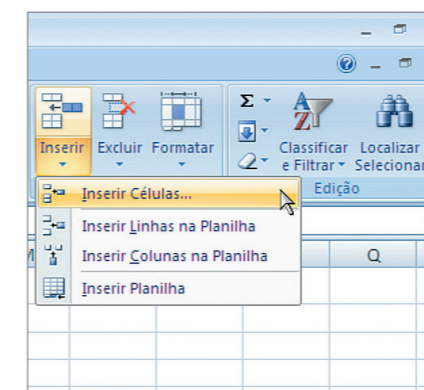 Σ
A
Z
Inserir Excluir Formatar
Classificar Localizar
e Filtrar Selecionar
Edição
Inserir Células...
Inserir Linhas na Planilha
Inserir Colunas na Planilha
Inserir Planilha
Q